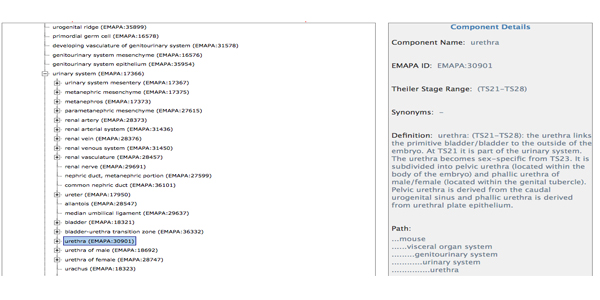 urogenital ridge (EMAPA:35899)
primordial germ cell (EMAPA:16578)
developing vasculature of genitourinary system (EMAPA:31578)
genitourinary system mesenchyme (EMAPA:16576)
genitourinary system epithelium (EMAPA:35954)
urinary system (EMAPA:17366)
urinary system mesentery (EMAPA:17367)
metanephric mesenchyme (EMAPA:17375)
metanephros (EMAPA:17373)
parametanephric mesenchyme (EMAPA:27615)
renal artery (EMAPA:28373)
renal arterial system (EMAPA:31436)
renal vein (EMAPA:28376)
renal venous system (EMAPA:31450)
renal vasculature (EMAPA:28457)
renal nerve (EMAPA:29691)
nephric duct, metanephric portion (EMAPA:27599)
common nephric duct (EMAPA:36101)
ureter (EMAPA:17950)
allantois (EMAPA:28547)
median umbilical ligament (EMAPA:29637)
bladder (EMAPA:18321)
bladder-urethra transition zone (EMAPA:36332)
urethra (EMAPA:30901)
urethra of male (EMAPA:18692)
urethra of female (EMAPA:28747)
urachus (EMAPA:18323)
Component Details
Component Name: urethra
EMAPA ID: EMAPA:30901
Theiler Stage Range: (TS21-TS28)
Synonyms: -
Definition: urethra: (TS21-TS28): the urethra links
the primitive bladder/bladder to the outside of the
embryo. At TS21 it is part of the urinary system.
The urethra becomes sex-specific from TS23. It is
subdivided into pelvic urethra (located within the
body of the embryo) and phallic urethra of
male/female (located within the genital tubercle).
Pelvic urethra is derived from the caudal
urogenital sinus and phallic urethra is derived
from urethral plate epithelium.
Path:
...mouse
......visceral organ system
.........genitourinary system
............urinary system
...............urethra